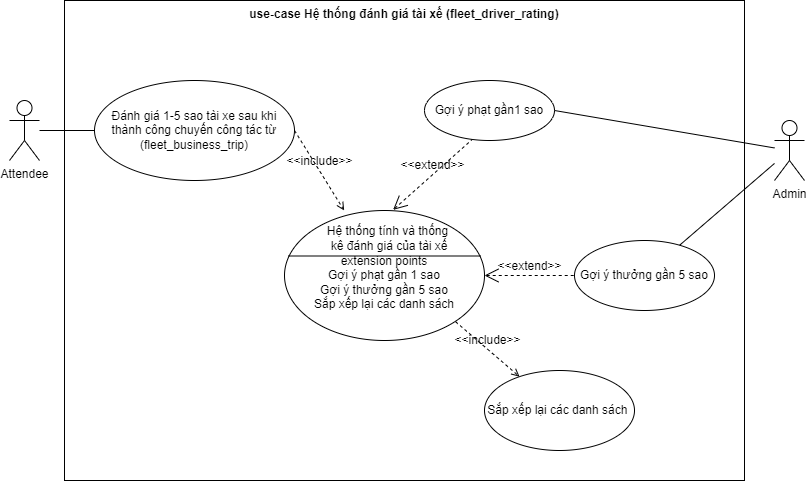 use-case Hệ thống đánh giá tài xế (fleet_driver_rating)
Đánh giá 1-5 sao tài xe sau khi
thành công chuyến công tác từ
(fleet_business_trip)
Attendee
Gợi ý phạt gần1 sao
Admin
<<include>>
<<extend>>
Hệ thống tính và thống
kê đánh giá của tài xế
extension points
Gợi ý phạt gần 1 sao
Gợi ý thưởng gần 5 sao
Sắp xếp lại các danh sách
<<extend>>
Gợi ý thưởng gần 5 sao
<<include>>
Sắp xếp lại các danh sách